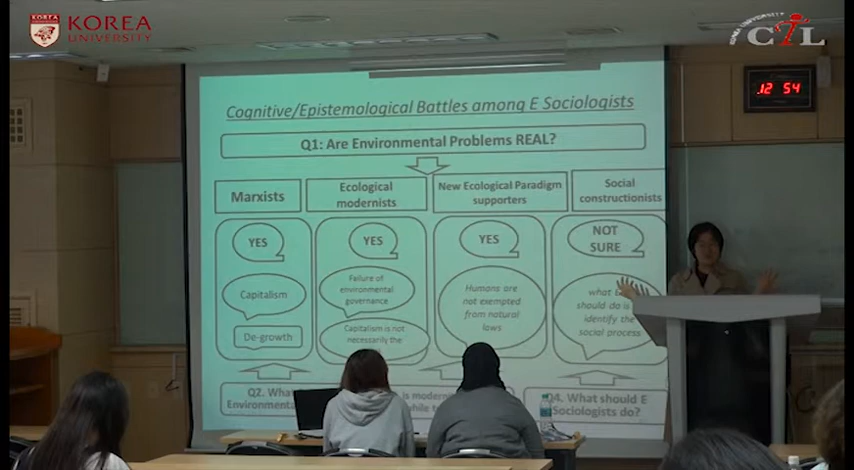 KOREA
UNIVERSITY
CTL
12 54
Cognitive/Epistemological Battles among E Sociologists
Q1: Are Environmental Problems REAL?
Marxists
Ecological
modernists
New Ecological Paradigm
supporters
Social
constructionists
YES
YES
YES
NOT
SURE
Capitalism
De-growth
Failure of
environmental
governance
Capitalism is not
necessarily the
Humans are
not exempted
from natural
laws
what
should do is
identify the
social process
Q2. What
Environmental
is modern
while t
4. What should E
Sociologists do?